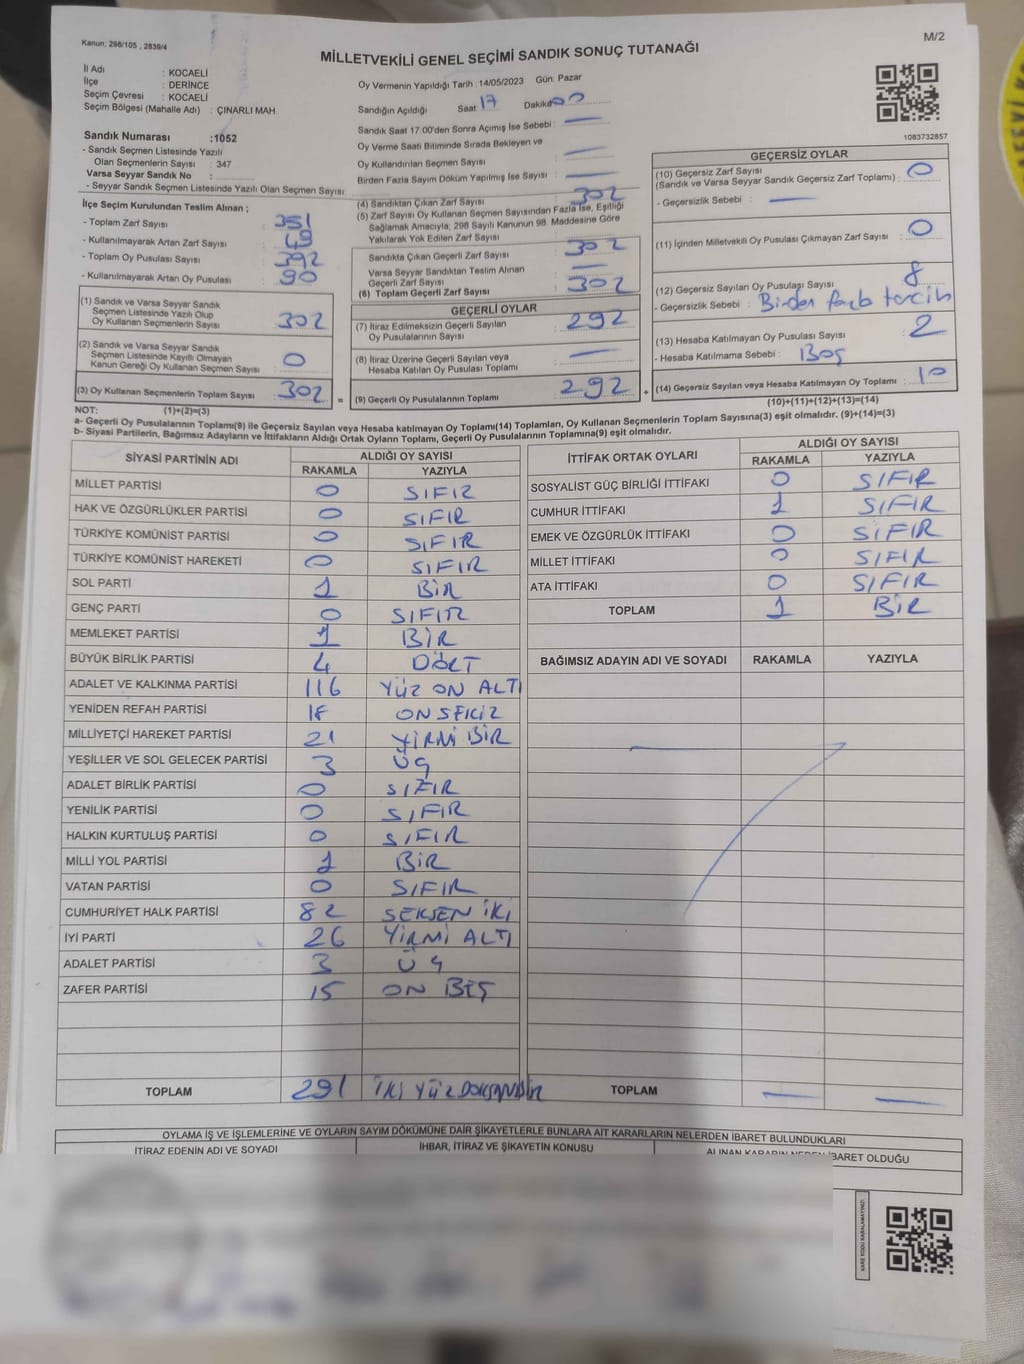 Kanun: 298/105 , 2839/4
M/2
MİLLETVEKİLİ GENEL SEÇİMİ SANDIK SONUÇ TUTANAĞI
İl Adı : KOCAELİ
İlçe : DERİNCE
Seçim Çevresi : KOCAELİ
Seçim Bölgesi (Mahalle Adı) : ÇINARLI MAH.
Sandık Numarası :1052
- Sandık Seçmen Listesinde Yazılı
Olan Seçmenlerin Sayısı : 347
Varsa Seyyar Sandık No :
- Seyyar Sandık Seçmen Listesinde Yazılı Olan Seçmen Sayısı:
Oy Vermenin Yapıldığı Tarih : 14/05/2023 Gün: Pazar
Sandığın Açıldığı Saat 17 Dakika 00
Sandık Saat 17.00'den Sonra Açımış İse Sebebi : —
Oy Verme Saati Bitiminde Sırada Bekleyen ve
Oy Kullandırılan Seçmen Sayısı : —
Birden Fazla Sayım Döküm Yapılmış İse Sayısı : —
1083732857
İlçe Seçim Kurulundan Teslim Alınan ;
- Toplam Zarf Sayısı : 351
- Kullanılmayarak Artan Zarf Sayısı : 49
- Toplam Oy Pusulası Sayısı : 392
- Kullanılmayarak Artan Oy Pusulası : 90
(1) Sandık ve Varsa Seyyar Sandık
Seçmen Listesinde Yazılı Olup
Oy Kullanan Seçmenlerin Sayısı : 302
(2) Sandık ve Varsa Seyyar Sandık
Seçmen Listesinde Kayıtlı Olmayan
Kanun Gereği Oy Kullanan Seçmen Sayısı : 0
(3) Oy Kullanan Seçmenlerin Toplam Sayısı : 302
(1)+(2)=(3)
(4) Sandıktan Çıkan Zarf Sayısı : 302
(5) Zarf Sayısı Oy Kullanan Seçmen Sayısından Fazla İse, Eşitliği
Sağlamak Amacıyla, 298 Sayılı Kanunun 98. Maddesine Göre
Yakılarak Yok Edilen Zarf Sayısı :
Sandıkta Çıkan Geçerli Zarf Sayısı : 302
Varsa Seyyar Sandıktan Teslim Alınan
Geçerli Zarf Sayısı : —
(6) Toplam Geçerli Zarf Sayısı : 302
GEÇERLİ OYLAR
(7) İtiraz Edilmeksizin Geçerli Sayılan
Oy Pusulalarının Sayısı : 292
(8) İtiraz Üzerine Geçerli Sayılan veya
Hesaba Katılan Oy Pusulası Toplamı : —
(9) Geçerli Oy Pusulalarının Toplamı : 292
GEÇERSİZ OYLAR
(10) Geçersiz Zarf Sayısı
(Sandık ve Varsa Seyyar Sandık Geçersiz Zarf Toplamı) : 0
- Geçersizlik Sebebi : —
(11) İçinden Milletvekili Oy Pusulası Çıkmayan Zarf Sayısı : 0
(12) Geçersiz Sayılan Oy Pusulası Sayısı : 8
- Geçersizlik Sebebi : Birden fazla tercih
(13) Hesaba Katılmayan Oy Pusulası Sayısı : 2
- Hesaba Katılmama Sebebi : Boş
(14) Geçersiz Sayılan veya Hesaba Katılmayan Oy Toplamı : 10
(10)+(11)+(12)+(13)=(14)
NOT:
a- Geçerli Oy Pusulalarının Toplamı(9) ile Geçersiz Sayılan veya Hesaba katılmayan Oy Toplamı(14) Toplamları, Oy Kullanan Seçmenlerin Toplam Sayısına(3) eşit olmalıdır. (9)+(14)=(3)
b- Siyasi Partilerin, Bağımsız Adayların ve İttifakların Aldığı Ortak Oyların Toplamı, Geçerli Oy Pusulalarının Toplamına(9) eşit olmalıdır.
SİYASİ PARTİNİN ADI ALDIĞI OY SAYISI
RAKAMLA YAZIYLA
MİLLET PARTİSİ 0 SIFIR
HAK VE ÖZGÜRLÜKLER PARTİSİ 0 SIFIR
TÜRKİYE KOMÜNİST PARTİSİ 0 SIFIR
TÜRKİYE KOMÜNİST HAREKETİ 0 SIFIR
SOL PARTİ 1 BİR
GENÇ PARTİ 0 SIFIR
MEMLEKET PARTİSİ 1 BİR
BÜYÜK BİRLİK PARTİSİ 4 DÖRT
ADALET VE KALKINMA PARTİSİ 116 YÜZ ON ALTI
YENİDEN REFAH PARTİSİ 18 ON SEKİZ
MİLLİYETÇİ HAREKET PARTİSİ 21 YİRMİ BİR
YEŞİLLER VE SOL GELECEK PARTİSİ 3 ÜÇ
ADALET BİRLİK PARTİSİ 0 SIFIR
YENİLİK PARTİSİ 0 SIFIR
HALKIN KURTULUŞ PARTİSİ 0 SIFIR
MİLLİ YOL PARTİSİ 1 BİR
VATAN PARTİSİ 0 SIFIR
CUMHURİYET HALK PARTİSİ 82 SEKSEN İKİ
İYİ PARTİ 26 YİRMİ ALTI
ADALET PARTİSİ 3 ÜÇ
ZAFER PARTİSİ 15 ON BEŞ
TOPLAM 291 İKİ YÜZ DOKSANBİR
İTTİFAK ORTAK OYLARI ALDIĞI OY SAYISI
RAKAMLA YAZIYLA
SOSYALIST GÜÇ BİRLİĞİ İTTİFAKI 0 SIFIR
CUMHUR İTTİFAKI 1 SIFIR
EMEK VE ÖZGÜRLÜK İTTİFAKI 0 SIFIR
MİLLET İTTİFAKI 0 SIFIR
ATA İTTİFAKI 0 SIFIR
TOPLAM 1 BİR
BAĞIMSIZ ADAYIN ADI VE SOYADI RAKAMLA YAZIYLA
TOPLAM — —
OYLAMA İŞ VE İŞLEMLERİNE VE OYLARIN SAYIM DÖKÜMÜNE DAİR ŞİKAYETLERLE BUNLARA AİT KARARLARIN NELERDEN İBARET BULUNDUKLARI
İTİRAZ EDENİN ADI VE SOYADI
İHBAR, İTİRAZ VE ŞİKAYETİN KONUSU
ALINAN KARARIN NEDEN İBARET OLDUĞU
KARE KODU KARALAMAYINIZ!